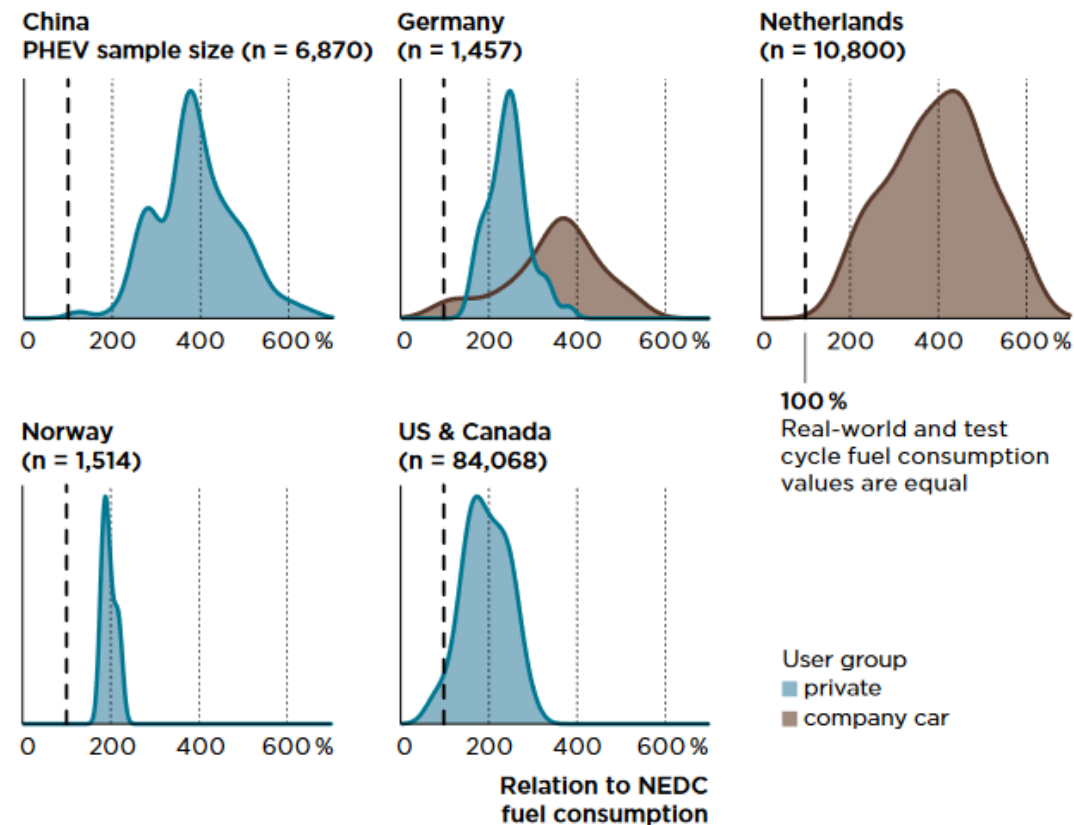 China
PHEV sample size (n = 6,870)
Germany
(n = 1,457)
Netherlands
(n = 10,800)
0 200 400 600 %
0 200 400 600 %
0 200 400 600 %
100 %
Real-world and test
cycle fuel consumption
values are equal
Norway
(n = 1,514)
US & Canada
(n = 84,068)
0 200 400 600 %
0 200 400 600 %
Relation to NEDC
fuel consumption
User group
private
company car